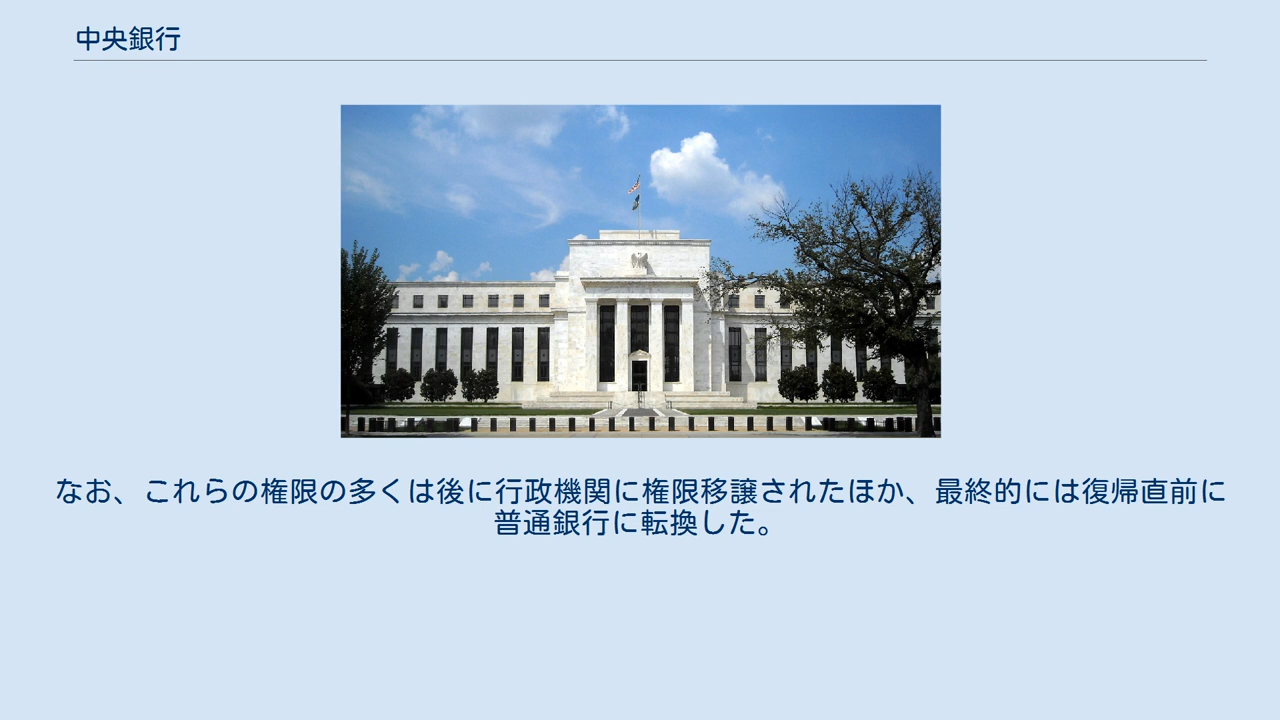 中央銀行
なお、これらの権限の多くは後に行政機関に権限移譲されたほか、最終的には復帰直前に
普通銀行に転換した。